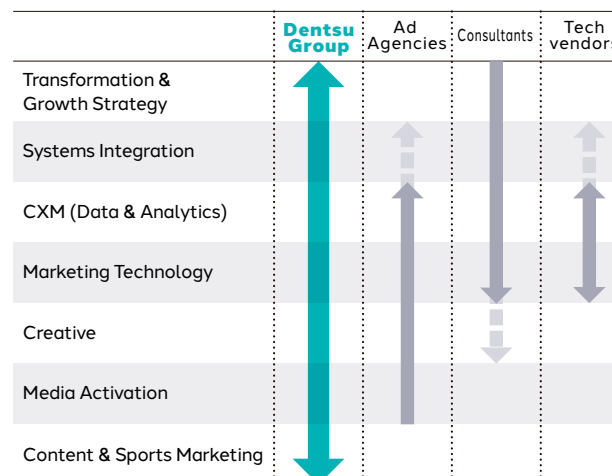 Dentsu
Group
Ad
Agencies
Consultants
Tech
vendors
Transformation &
Growth Strategy
Systems Integration
CXM (Data & Analytics)
Marketing Technology
Creative
Media Activation
Content & Sports Marketing